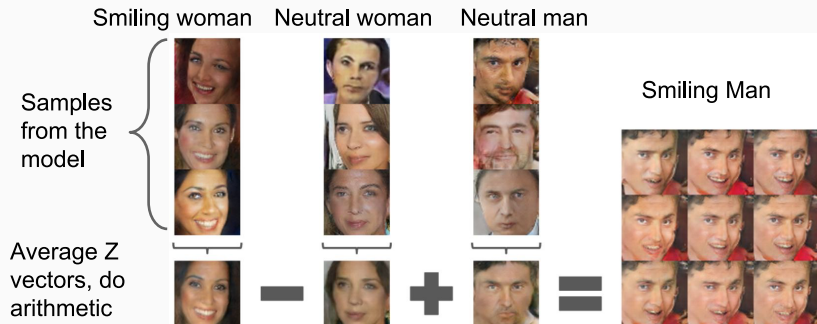 Smiling woman
Neutral woman
Neutral man
Samples
from the
model
Smiling Man
Average Z
vectors, do
arithmetic